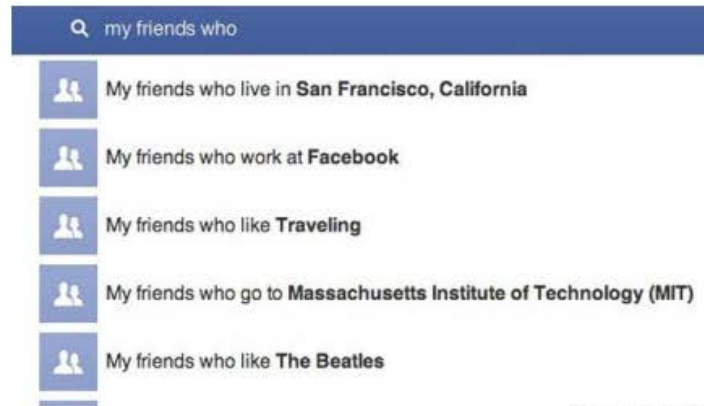 my friends who
My friends who live in San Francisco, California
My friends who work at Facebook
My friends who like Traveling
My friends who go to Massachusetts Institute of Technology (MIT)
My friends who like The Beatles